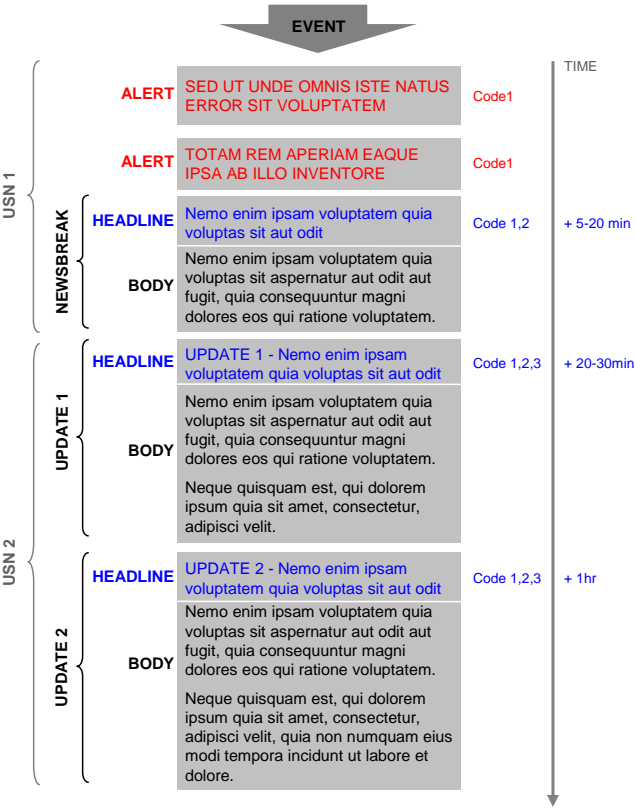 EVENT
TIME
USN 1
ALERT
SED UT UNDE OMNIS ISTE NATUS
ERROR SIT VOLUPTATEM
Code1
ALERT
TOTAM REM APERIAM EAQUE
IPSA AB ILLO INVENTORE
Code1
NEWSBREAK
HEADLINE
Nemo enim ipsam voluptatem quia
voluptas sit aut odit
Code 1,2
+ 5-20 min
BODY
Nemo enim ipsam voluptatem quia
voluptas sit aspernatur aut odit aut
fugit, quia consequuntur magni
dolores eos qui ratione voluptatem.
USN 2
UPDATE 1
HEADLINE
UPDATE 1 - Nemo enim ipsam
voluptatem quia voluptas sit aut odit
Code 1,2,3
+ 20-30min
BODY
Nemo enim ipsam voluptatem quia
voluptas sit aspernatur aut odit aut
fugit, quia consequuntur magni
dolores eos qui ratione voluptatem.
Neque quisquam est, qui dolorem
ipsum quia sit amet, consectetur,
adipisci velit.
UPDATE 2
HEADLINE
UPDATE 2 - Nemo enim ipsam
voluptatem quia voluptas sit aut odit
Code 1,2,3
+ 1hr
BODY
Nemo enim ipsam voluptatem quia
voluptas sit aspernatur aut odit aut
fugit, quia consequuntur magni
dolores eos qui ratione voluptatem.
Neque quisquam est, qui dolorem
ipsum quia sit amet, consectetur,
adipisci velit, quia non numquam eius
modi tempora incidunt ut labore et
dolore.